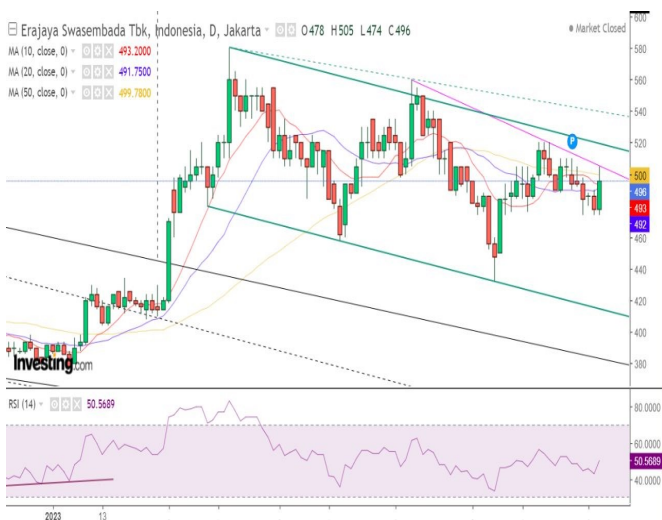 Erajaya Swasembada Tbk, Indonesia, D, Jakarta O478 H505 L474 C496
Market Closed
MA (10, close, 0) 493.2000
MA (20, close, 0) 491.7500
MA (50, close, 0) 499.7800
600
580
560
540
P
520
500
496
493
492
460
440
420
400
380
Investing.com
RSI (14) 50.5689
80.0000
60.0000
50.5689
40.0000
2023 13